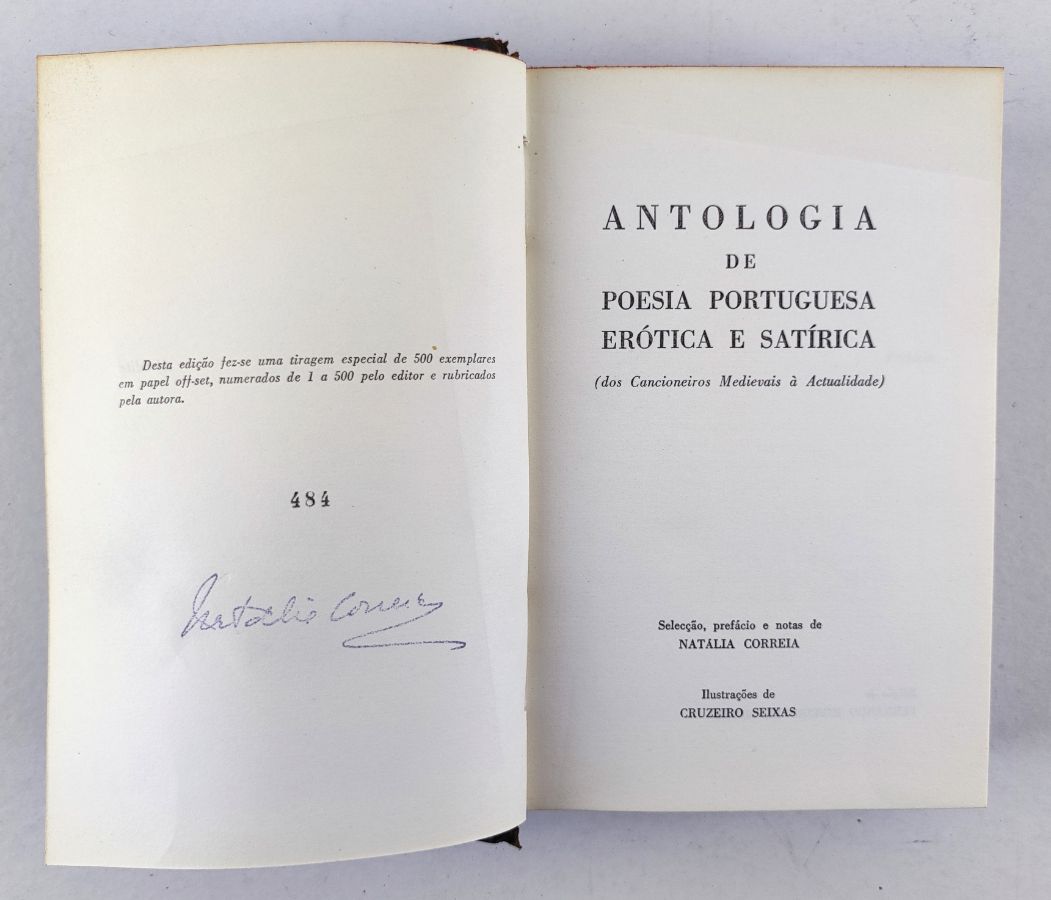 Desta edição fez-se uma tiragem especial de 500 exemplares
em papel off-set, numerados de 1 a 500 pelo editor e rubricados
pela autora.
484
Natália Correia
ANTOLOGIA
DE
POESIA PORTUGUESA
ERÓTICA E SATÍRICA
(dos Cancioneiros Medievais à Actualidade)
Selecção, prefácio e notas de
NATÁLIA CORREIA
Ilustrações de
CRUZEIRO SEIXAS